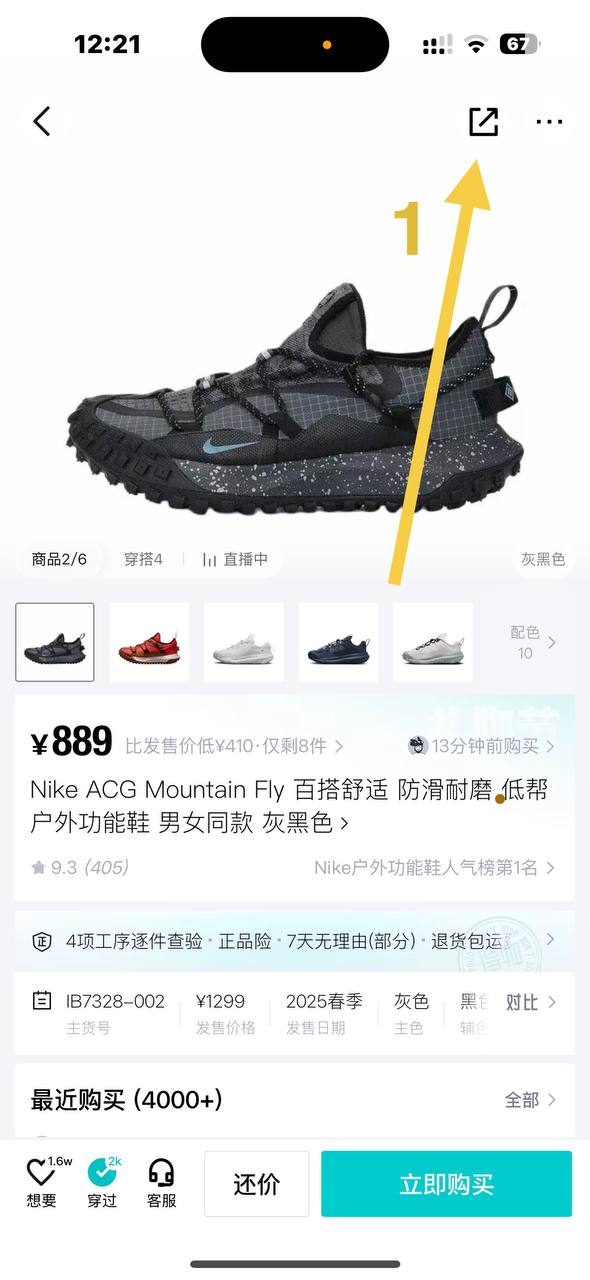 12:21
67
1
商品2/6 穿搭4 直播中
灰黑色
配色
10
¥889 比发售价低¥410·仅剩8件
13分钟前购买
Nike ACG Mountain Fly 百搭舒适 防滑耐磨 低帮
户外功能鞋 男女同款 灰黑色
9.3 (405)
Nike户外功能鞋人气榜第1名
正 4项工序逐件查验·正品险·7天无理由(部分)·退货包运
IB7328-002 ¥1299 2025春季 灰色 黑色 对比
主货号 发售价格 发售日期 主色 辅色
最近购买 (4000+) 全部
1.6w 2k
想要 穿过 客服
还价
立即购买